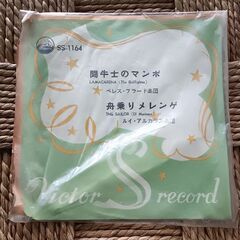 SS-1164
闘牛士のマンボ
LAMACARENA (The Bullfighter)
ペレス・プラード楽団
舟乗りメレンゲ
THE SAILOR (El Marinero)
ルイ・アルカラス楽団
Victor S record